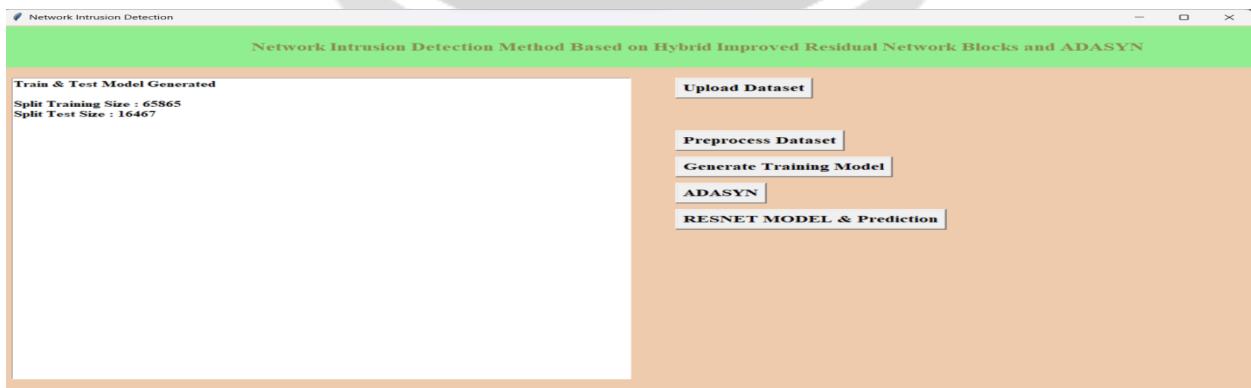 Network Intrusion Detection
Network Intrusion Detection Method Based on Hybrid Improved Residual Network Blocks and ADASYN
Train & Test Model Generated
Split Training Size : 65865
Split Test Size : 16467
Upload Dataset
Preprocess Dataset
Generate Training Model
ADASYN
RESNET MODEL & Prediction